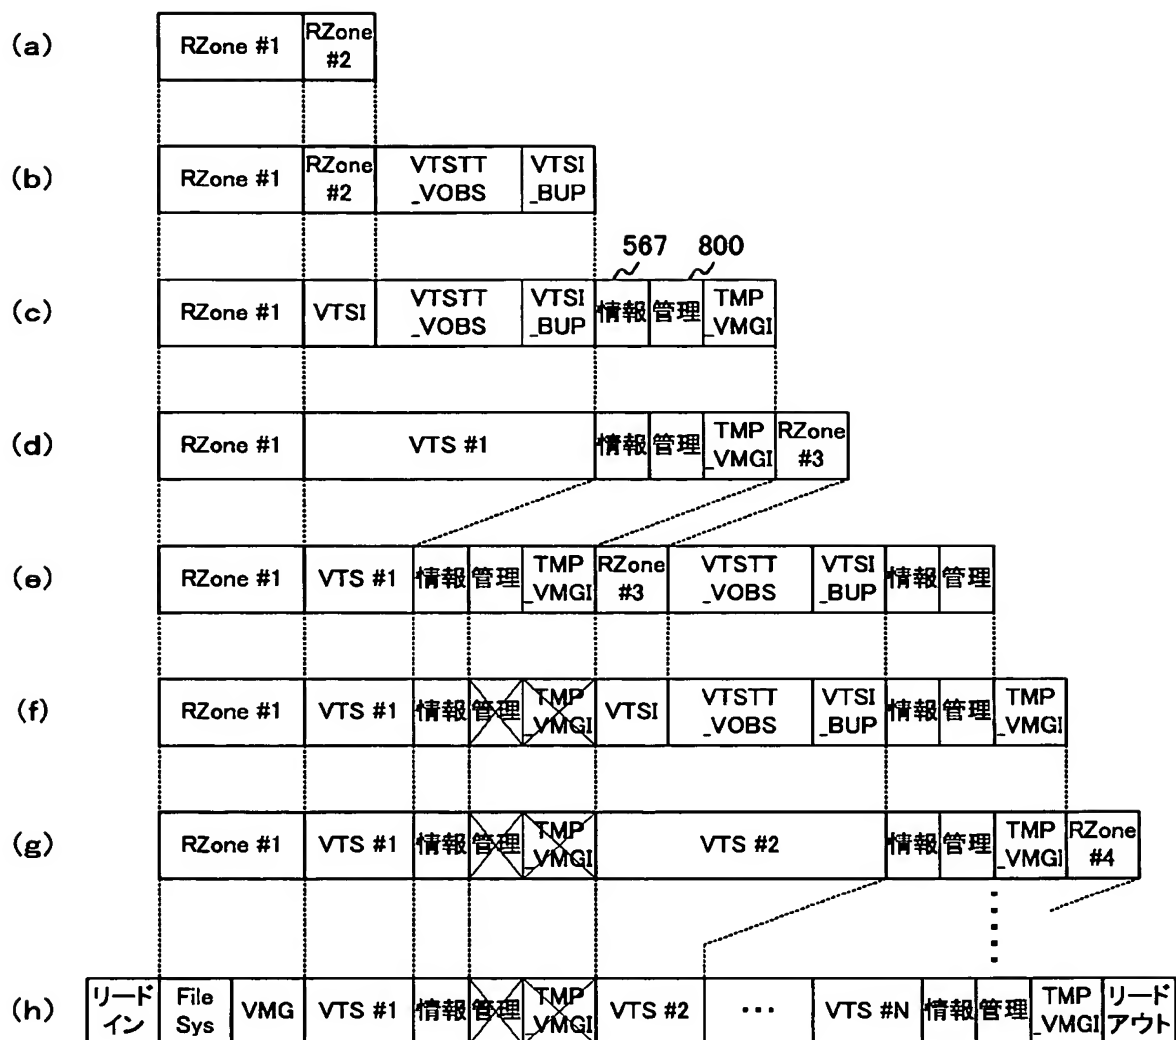 (a)
RZone #1
RZone
#2
(b)
RZone #1
RZone
#2
VTSTT
_VOBS
VTSI
_BUP
567
800
(c)
RZone #1
VTSI
VTSTT
_VOBS
VTSI
_BUP
情報
管理
TMP
_VMGI
(d)
RZone #1
VTS #1
情報
管理
TMP
_VMGI
RZone
#3
(e)
RZone #1
VTS #1
情報
管理
TMP
_VMGI
RZone
#3
VTSTT
_VOBS
VTSI
_BUP
情報
管理
(f)
RZone #1
VTS #1
情報
管理
TMP
_VMGI
VTSI
VTSTT
_VOBS
VTSI
_BUP
情報
管理
TMP
_VMGI
(g)
RZone #1
VTS #1
情報
管理
TMP
_VMGI
VTS #2
情報
管理
TMP
_VMGI
RZone
#4
(h)
リード
イン
File
Sys
VMG
VTS #1
情報
管理
TMP
_VMGI
VTS #2
...
VTS #N
情報
管理
TMP
_VMGI
リード
アウト